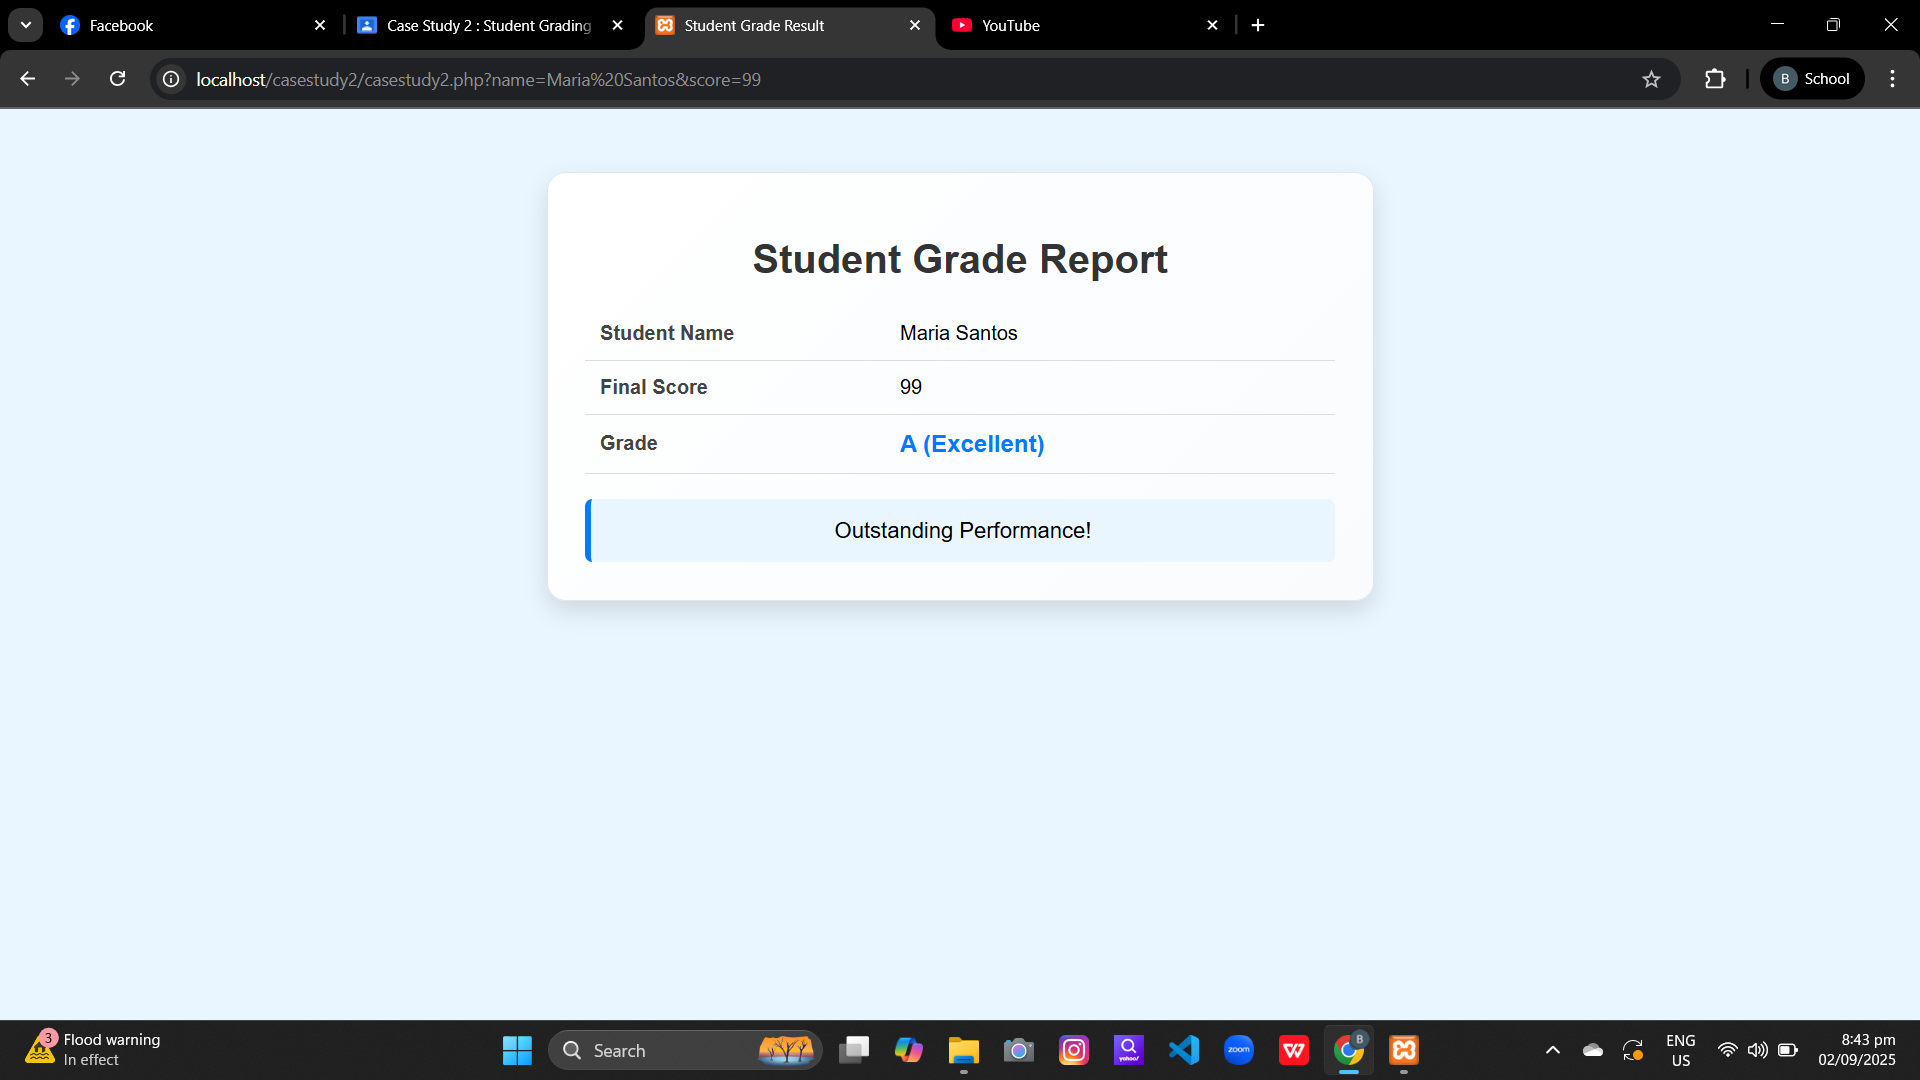 Facebook
Case Study 2 : Student Grading
Student Grade Result
YouTube
localhost/casestudy2/casestudy2.php?name=Maria%20Santos&score=99
B School
Student Grade Report
Student Name Maria Santos
Final Score 99
Grade A (Excellent)
Outstanding Performance!
3
Flood warning
In effect
Search
yahoo!
zoom
W
B
ENG
US
8:43 pm
02/09/2025